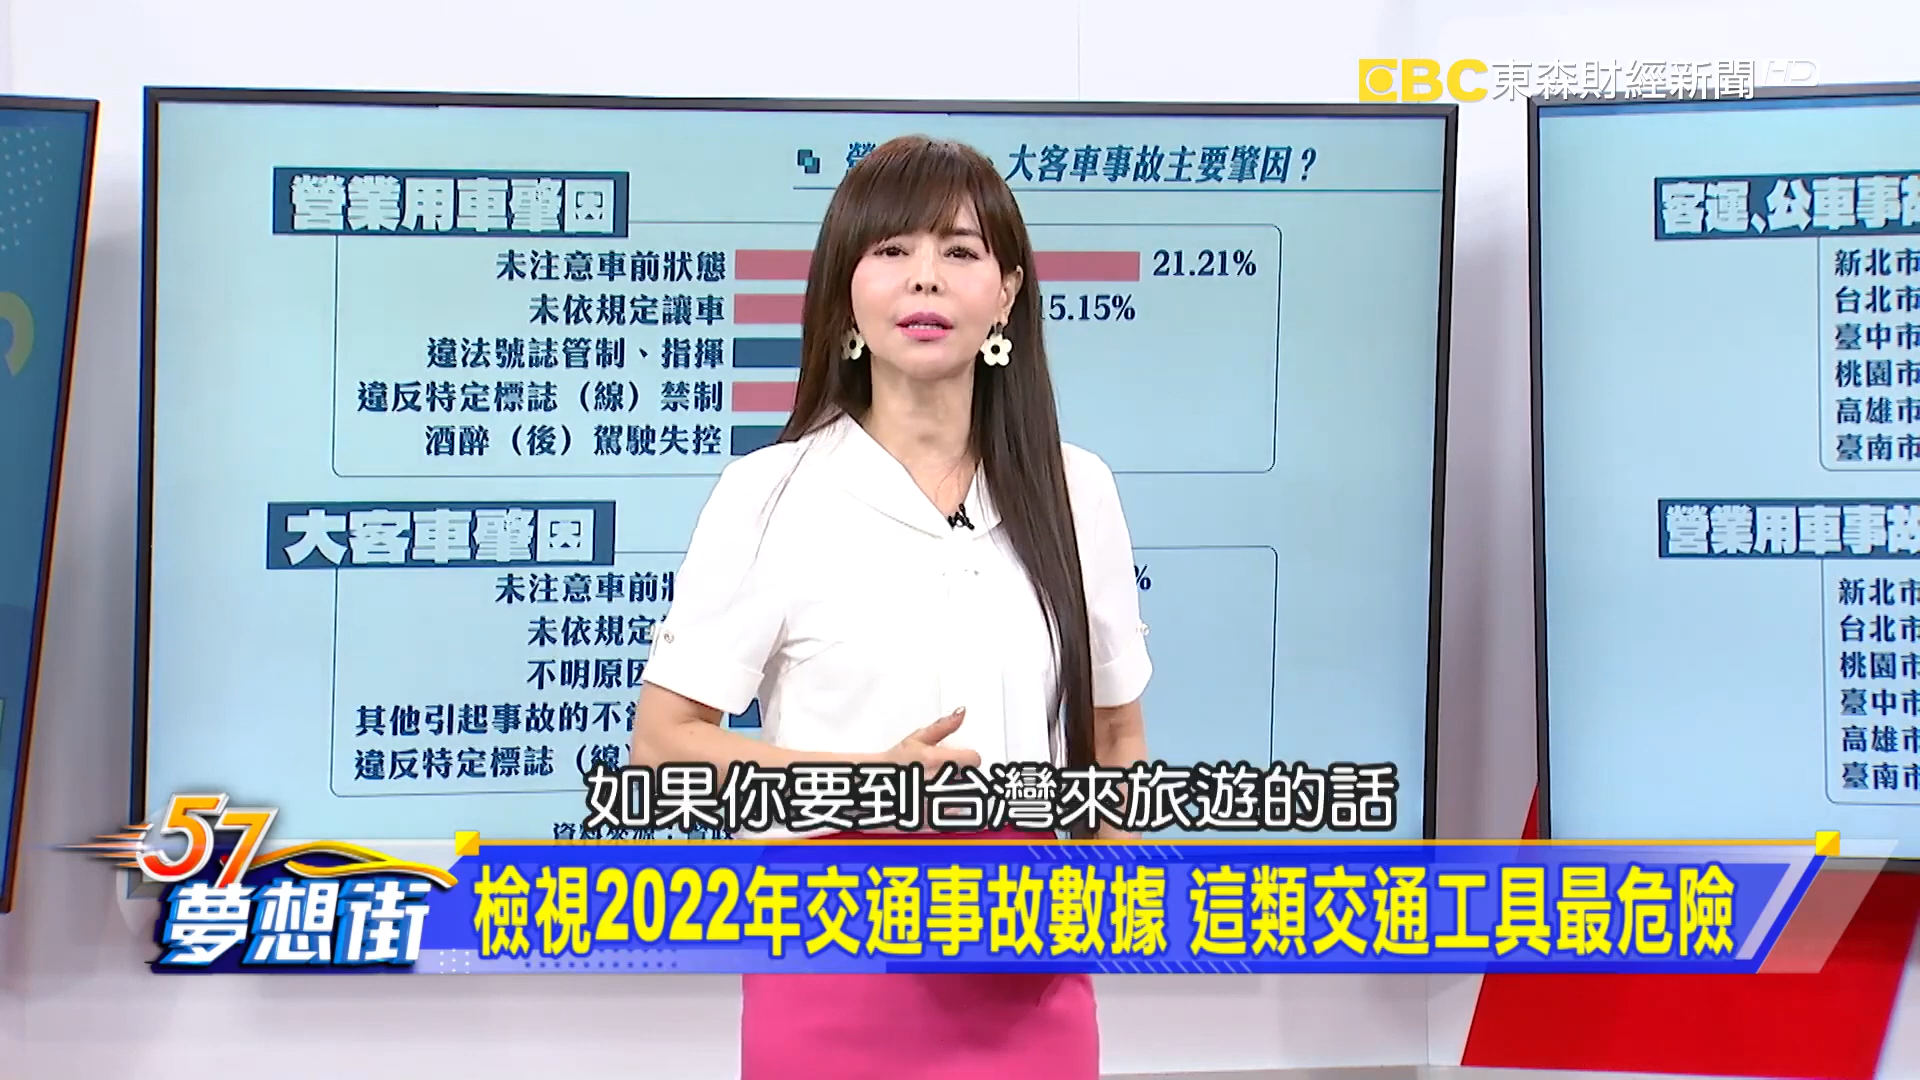 EBC東森財經新聞HD
大客車事故主要肇因？
營業用車肇因
未注意車前狀態 21.21%
未依規定讓車 15.15%
違法號誌管制、指揮
違反特定標誌（線）禁制
酒醉（後）駕駛失控
大客車肇因
未注意車前
未依規定
不明原因
其他引起事故的不
違反特定標誌（線）
資料來源：
客運、公車事故
新北市
台北市
臺中市
桃園市
高雄市
臺南市
營業用車事故
新北市
台北市
桃園市
臺中市
高雄市
臺南市
如果你要到台灣來旅遊的話
57夢想街
檢視2022年交通事故數據 這類交通工具最危險